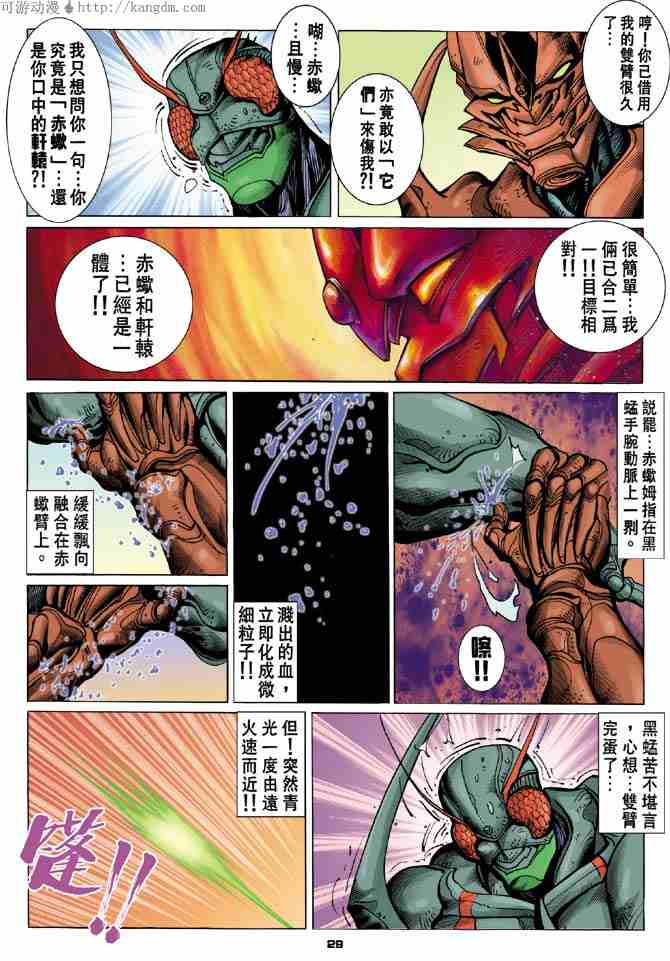 可游动漫 http://kangdm.com/
哼!你已借用
我的雙臂很久
了…
亦竟敢以「它
們」來傷我?!
啊…赤蠍
…且慢…
我只想問你一句…你
究竟是「赤蠍」…還
是你口中的軒轅?!
很簡單…我
倆已合二爲
一!!目標相
對!!
赤蠍和軒轅
…已經是一
體了!!
説罷…赤蠍姆指在黑
蜢手腕動脈上一𠝹。
嚓!!
濺出的血,
立即化成微
細粒子!!
緩緩飄向
融合在赤
蠍臂上。
黑蜢苦不堪言
,心想…雙臂
完蛋了…
但!突然青
光一度由遠
火速而近!!
蓬!!
29